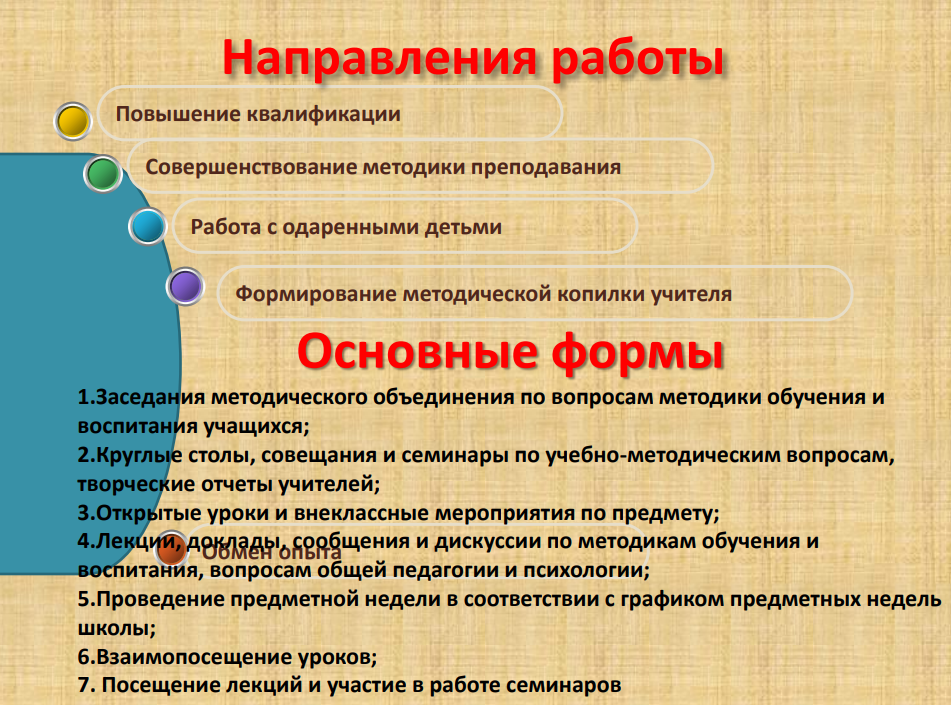 Направления работы
Повышение квалификации
Совершенствование методики преподавания
Работа с одаренными детьми
Формирование методической копилки учителя
Основные формы
1.Заседания методического объединения по вопросам методики обучения и
воспитания учащихся;
2.Круглые столы, совещания и семинары по учебно-методическим вопросам,
творческие отчеты учителей;
3.Открытые уроки и внеклассные мероприятия по предмету;
4.Лекции, доклады, сообщения и дискуссии по методикам обучения и
Обмен опыта
воспитания, вопросам общей педагогии и психологии;
5.Проведение предметной недели в соответствии с графиком предметных недель
школы;
6.Взаимопосещение уроков;
7. Посещение лекций и участие в работе семинаров